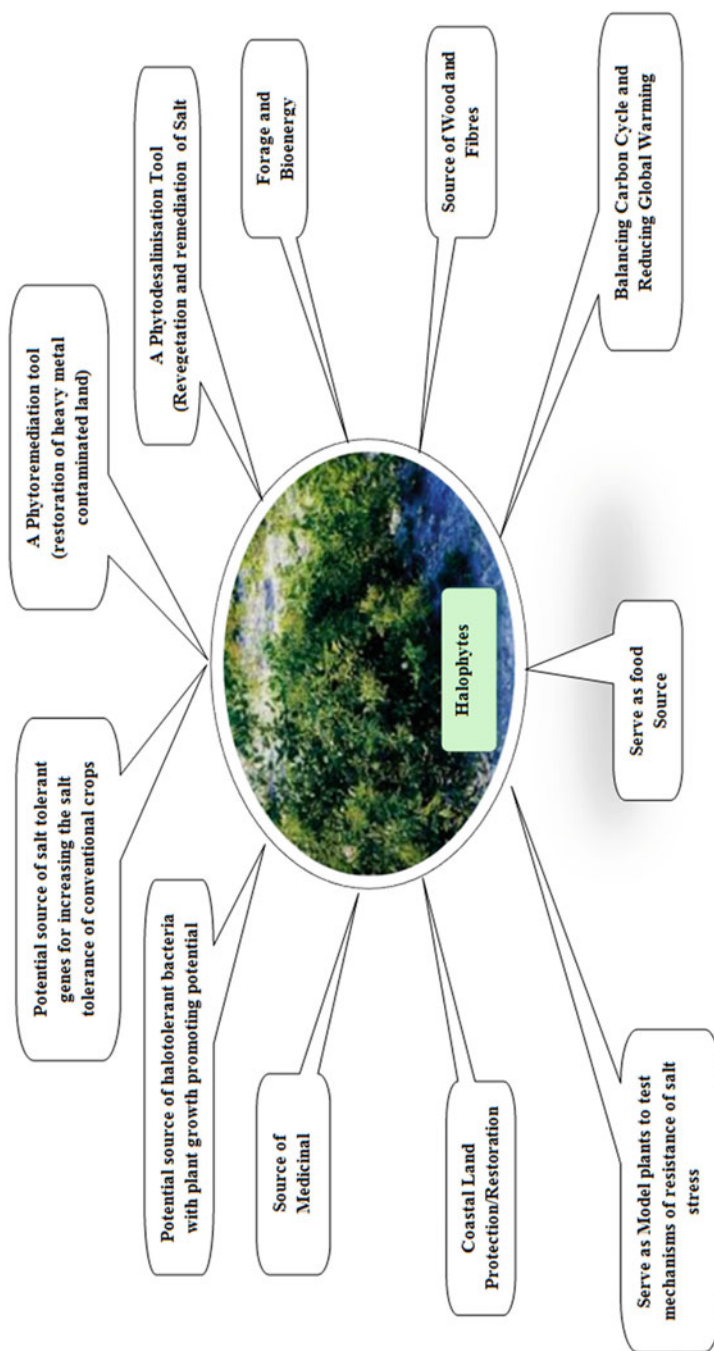 Potential source of salt tolerant
genes for increasing the salt
tolerance of conventional crops
A Phytoremediation tool
(restoration of heavy metal
contaminated land)
Potential source of halotolerant bacteria
with plant growth promoting potential
A Phytodesalinisation Tool
(Revegetation and remediation of Salt
Source of
Medicinal
Forage and
Bioenergy
Halophytes
Coastal Land
Protection/Restoration
Source of Wood and
Fibres
Serve as Model plants to test
mechanisms of resistance of salt
stress
Serve as food
Source
Balancing Carbon Cycle and
Reducing Global Warming